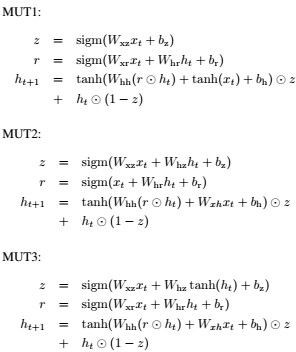 MUT1:
z = sigm(W_xz x_t + b_z)
r = sigm(W_xr x_t + W_hr h_t + b_r)
h_{t+1} = tanh(W_hh(r ⊙ h_t) + tanh(x_t) + b_h) ⊙ z
+ h_t ⊙ (1 − z)
MUT2:
z = sigm(W_xz x_t + W_hz h_t + b_z)
r = sigm(x_t + W_hr h_t + b_r)
h_{t+1} = tanh(W_hh(r ⊙ h_t) + W_xh x_t + b_h) ⊙ z
+ h_t ⊙ (1 − z)
MUT3:
z = sigm(W_xz x_t + W_hz tanh(h_t) + b_z)
r = sigm(W_xr x_t + W_hr h_t + b_r)
h_{t+1} = tanh(W_hh(r ⊙ h_t) + W_xh x_t + b_h) ⊙ z
+ h_t ⊙ (1 − z)